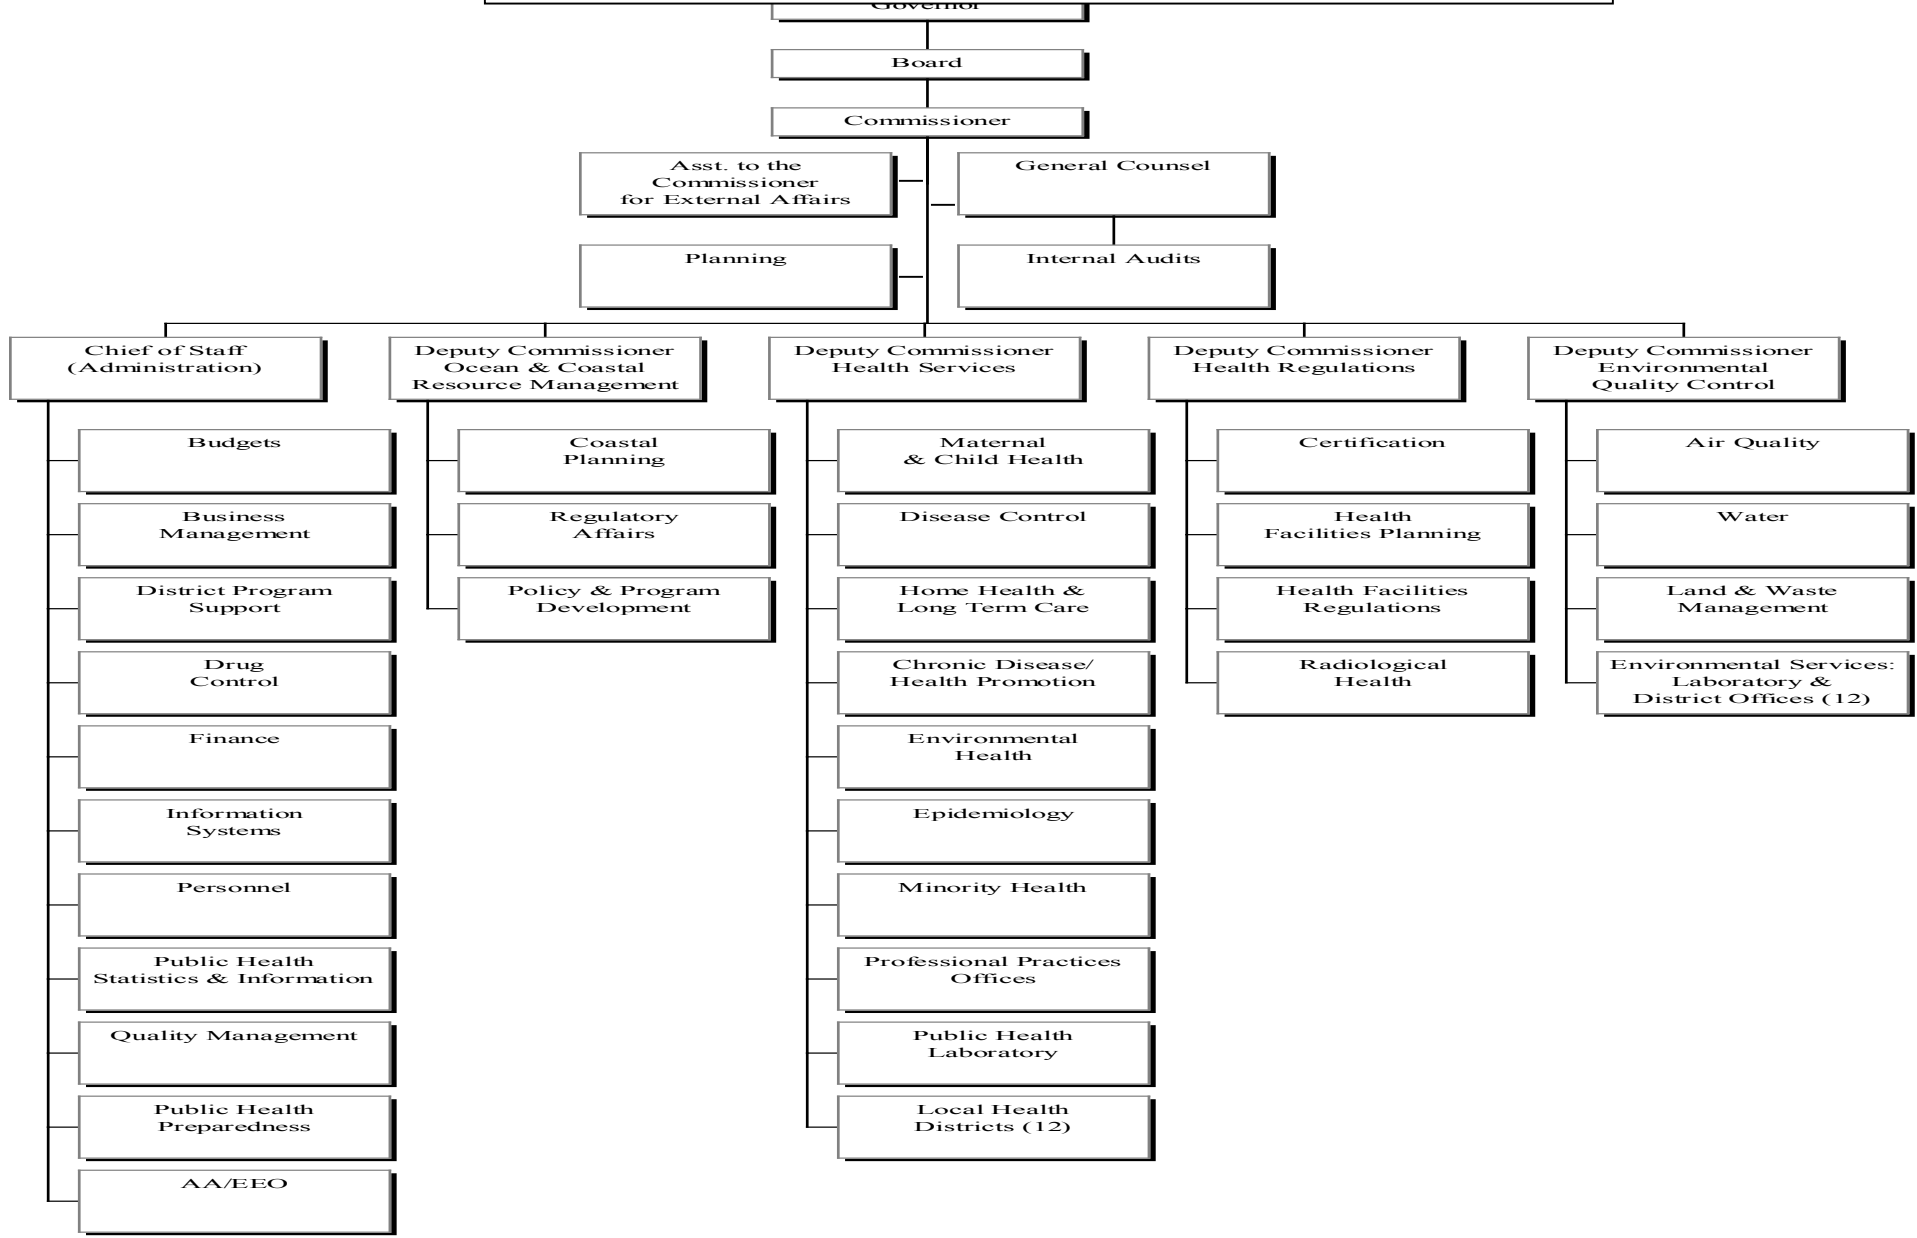 Governor
Board
Commissioner
Asst. to the
Commissioner
for External Affairs
General Counsel
Planning
Internal Audits
Chief of Staff
(Administration)
Deputy Commissioner
Ocean & Coastal
Resource Management
Deputy Commissioner
Health Services
Deputy Commissioner
Health Regulations
Deputy Commissioner
Environmental
Quality Control
Budgets
Business
Management
District Program
Support
Drug
Control
Finance
Information
Systems
Personnel
Public Health
Statistics & Information
Quality Management
Public Health
Preparedness
AA/EEO
Coastal
Planning
Regulatory
Affairs
Policy & Program
Development
Maternal
& Child Health
Disease Control
Home Health &
Long Term Care
Chronic Disease/
Health Promotion
Environmental
Health
Epidemiology
Minority Health
Professional Practices
Offices
Public Health
Laboratory
Local Health
Districts (12)
Certification
Health
Facilities Planning
Health Facilities
Regulations
Radiological
Health
Air Quality
Water
Land & Waste
Management
Environmental Services:
Laboratory &
District Offices (12)